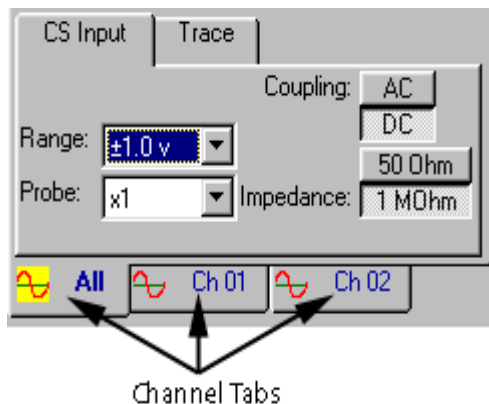 CS Input Trace
Coupling: AC
DC
Range: ±1.0 v
50 Ohm
Probe: x1 Impedance: 1 MOhm
All Ch 01 Ch 02
Channel Tabs